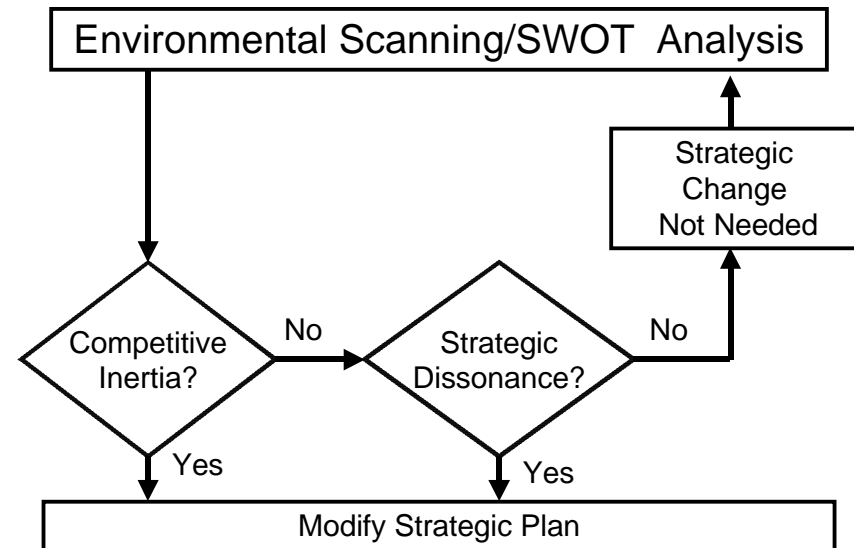 Environmental Scanning/SWOT Analysis
Strategic
Change
Not Needed
No
No
Competitive
Inertia?
Strategic
Dissonance?
Yes
Yes
Modify Strategic Plan